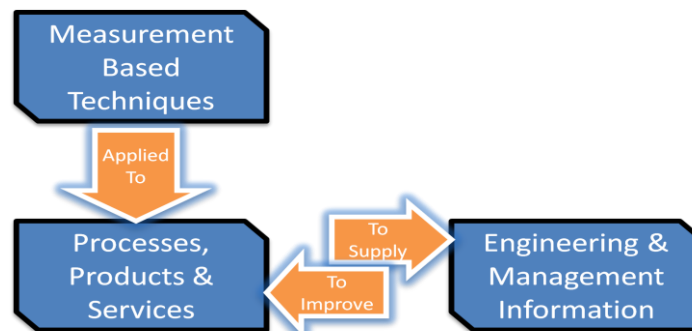 Measurement
Based
Techniques
Applied
To
Processes,
Products &
Services
To
Supply
To
Improve
Engineering &
Management
Information